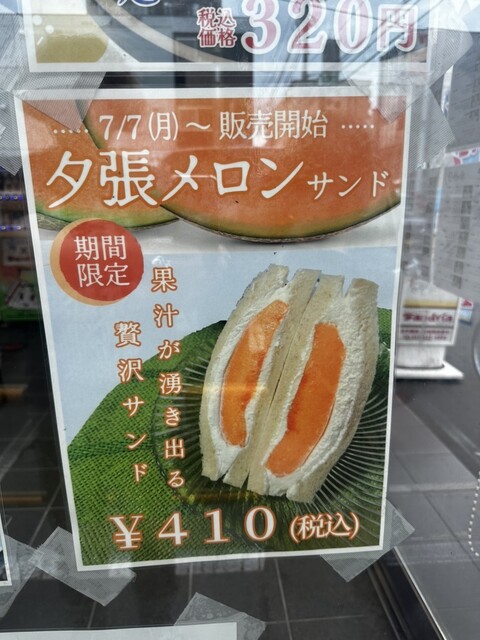 税込
価格 320円
····· 7/7(月)～ 販売開始 ·····
夕張メロンサンド
期間
限定
果汁が湧き出る
贅沢サンド
¥410(税込)